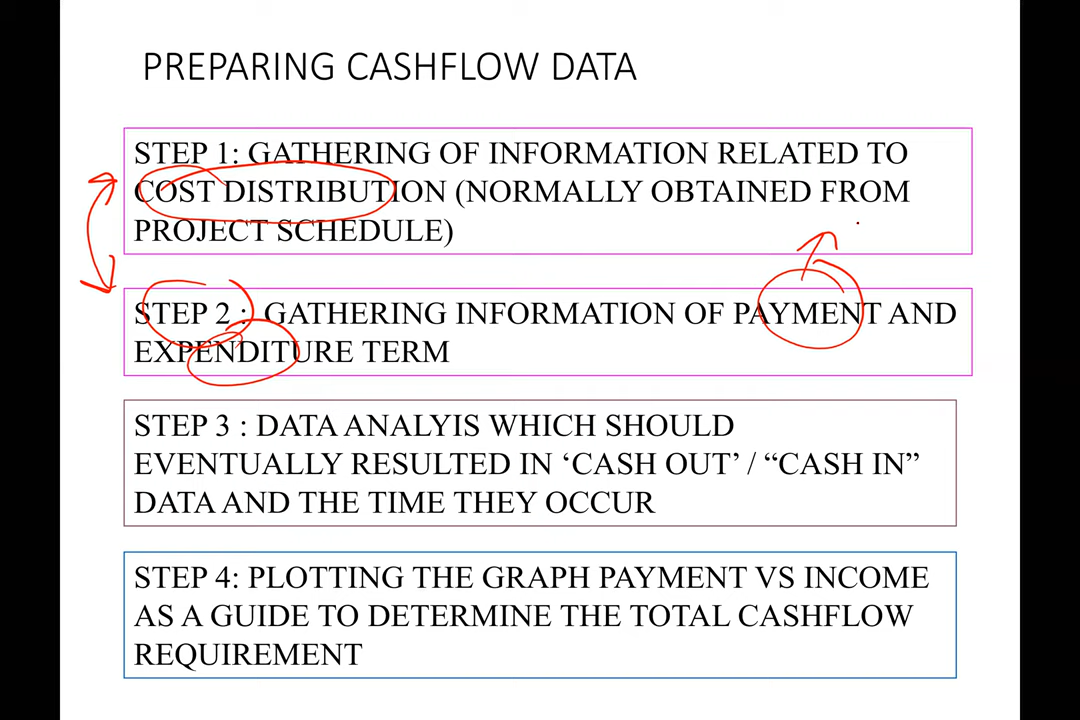 PREPARING CASHFLOW DATA
STEP 1: GATHERING OF INFORMATION RELATED TO
COST DISTRIBUTION (NORMALLY OBTAINED FROM
PROJECT SCHEDULE)
STEP 2 : GATHERING INFORMATION OF PAYMENT AND
EXPENDITURE TERM
STEP 3 : DATA ANALYIS WHICH SHOULD
EVENTUALLY RESULTED IN ‘CASH OUT’ / “CASH IN”
DATA AND THE TIME THEY OCCUR
STEP 4: PLOTTING THE GRAPH PAYMENT VS INCOME
AS A GUIDE TO DETERMINE THE TOTAL CASHFLOW
REQUIREMENT